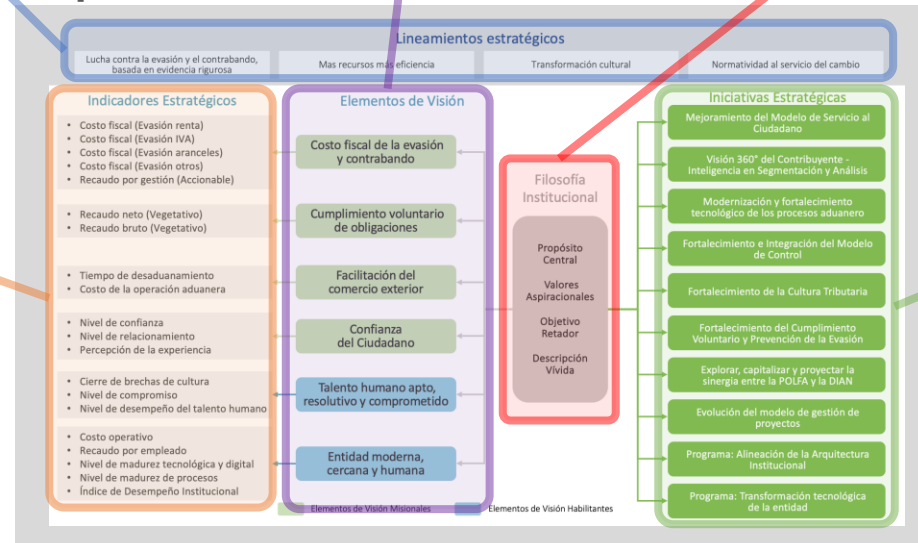 Lineamientos estratégicos
Lucha contra la evasión y el contrabando,
basada en evidencia rigurosa
Mas recursos más eficiencia
Transformación cultural
Normatividad al servicio del cambio
Indicadores Estratégicos
• Costo fiscal (Evasión renta)
• Costo fiscal (Evasión IVA)
• Costo fiscal (Evasión aranceles)
• Costo fiscal (Evasión otros)
• Recaudo por gestión (Accionable)
• Recaudo neto (Vegetativo)
• Recaudo bruto (Vegetativo)
• Tiempo de desaduanamiento
• Costo de la operación aduanera
• Nivel de confianza
• Nivel de relacionamiento
• Percepción de la experiencia
• Cierre de brechas de cultura
• Nivel de compromiso
• Nivel de desempeño del talento humano
• Costo operativo
• Recaudo por empleado
• Nivel de madurez tecnológica y digital
• Nivel de madurez de procesos
• Índice de Desempeño Institucional
Elementos de Visión
Costo fiscal de la evasión
y contrabando
Cumplimiento voluntario
de obligaciones
Facilitación del
comercio exterior
Confianza
del Ciudadano
Talento humano apto,
resolutivo y comprometido
Entidad moderna,
cercana y humana
Elementos de Visión Misionales
Elementos de Visión Habilitantes
Filosofía
Institucional
Propósito
Central
Valores
Aspiracionales
Objetivo
Retador
Descripción
Vívida
Iniciativas Estratégicas
Mejoramiento del Modelo de Servicio al
Ciudadano
Visión 360° del Contribuyente -
Inteligencia en Segmentación y Análisis
Modernización y fortalecimiento
tecnológico de los procesos aduanero
Fortalecimiento e Integración del Modelo
de Control
Fortalecimiento de la Cultura Tributaria
Fortalecimiento del Cumplimiento
Voluntario y Prevención de la Evasión
Explorar, capitalizar y proyectar la
sinergia entre la POLFA y la DIAN
Evolución del modelo de gestión de
proyectos
Programa: Alineación de la Arquitectura
Institucional
Programa: Transformación tecnológica
de la entidad